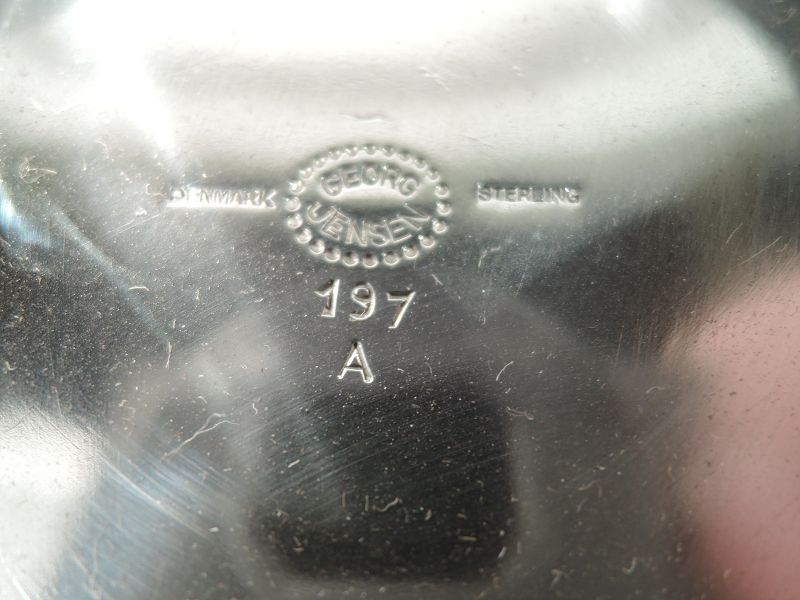 DENMARK GEORG JENSEN STERLING
197
A